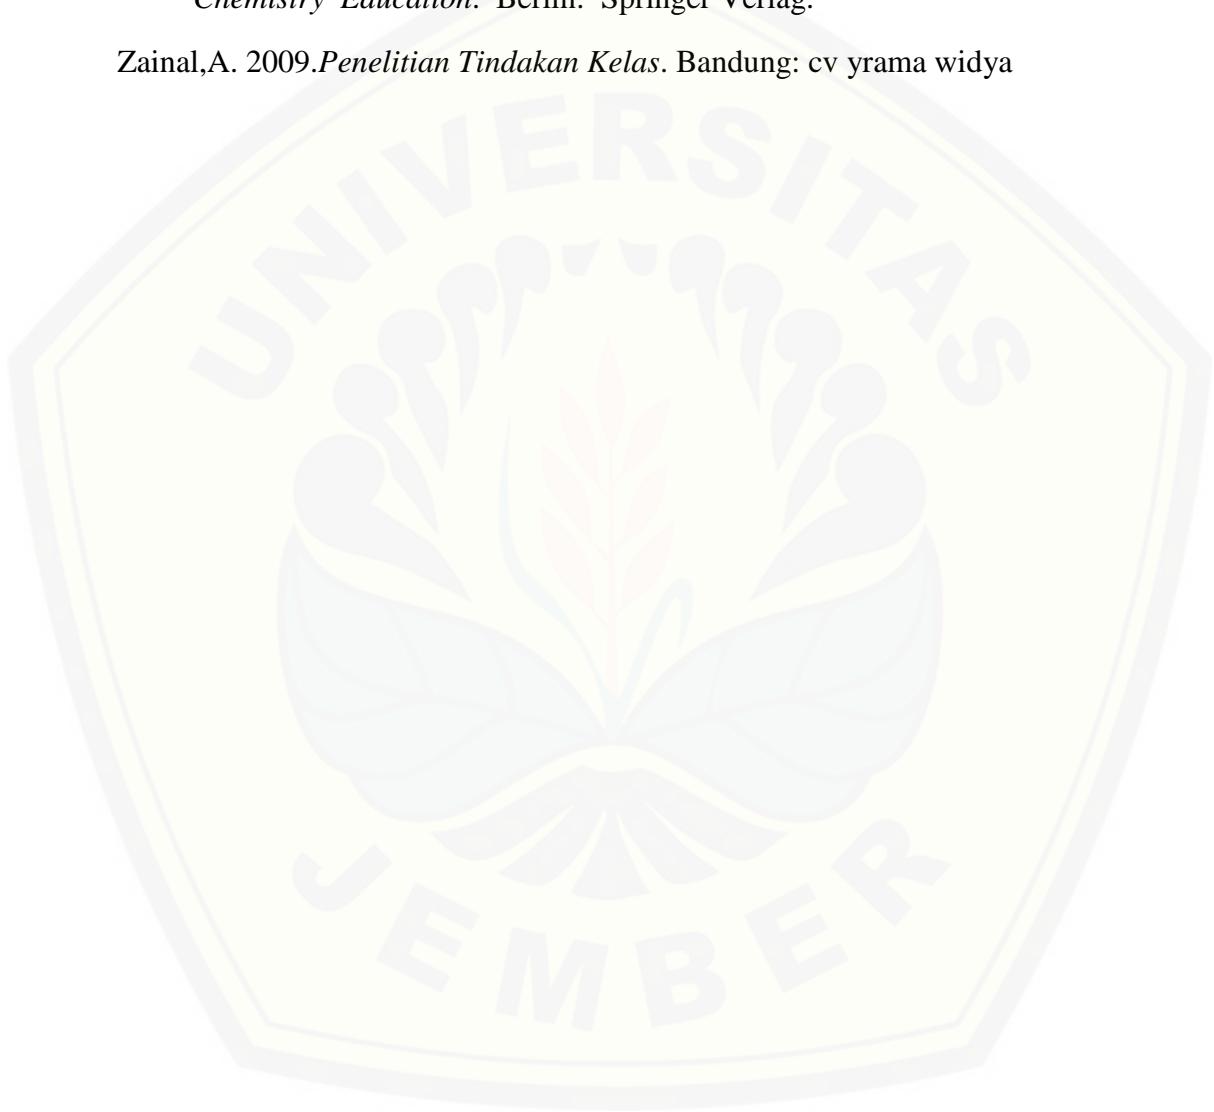 Chemistry Education. Berlin: Springer Verlag.
Zainal,A. 2009.Penelitian Tindakan Kelas. Bandung: cv yrama widya
UNIVERSITAS
JEMBER